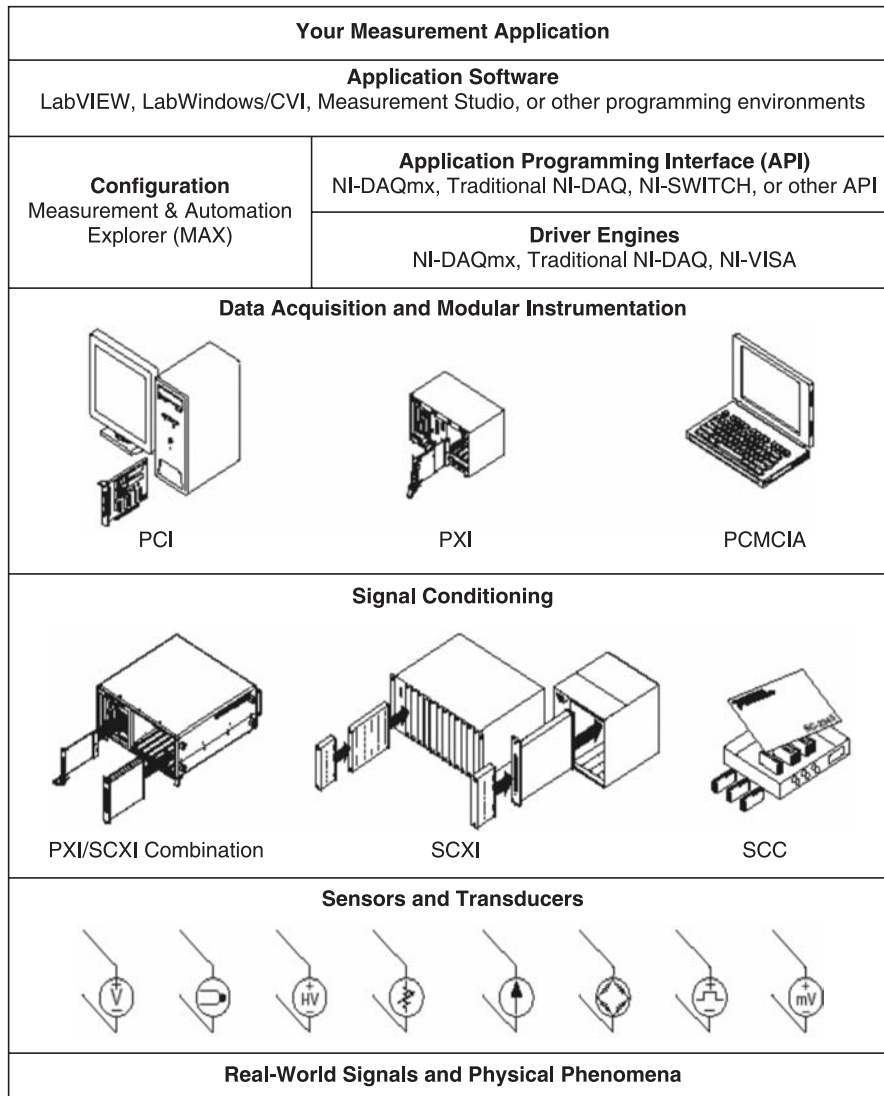 Your Measurement Application
Application Software
LabVIEW, LabWindows/CVI, Measurement Studio, or other programming environments
Configuration
Measurement & Automation
Explorer (MAX)
Application Programming Interface (API)
NI-DAQmx, Traditional NI-DAQ, NI-SWITCH, or other API
Driver Engines
NI-DAQmx, Traditional NI-DAQ, NI-VISA
Data Acquisition and Modular Instrumentation
PCI
PXI
PCMCIA
Signal Conditioning
PXI/SCXI Combination
SCXI
SCC
Sensors and Transducers
+
V
–
+
HV
–
+
–
+
mV
–
Real-World Signals and Physical Phenomena